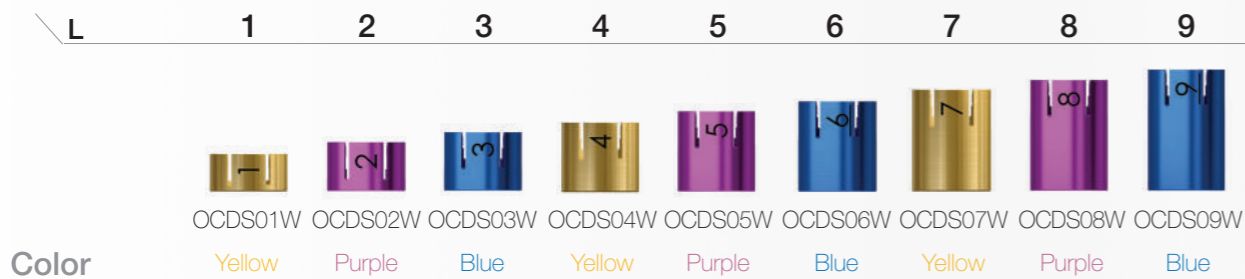 L 1 2 3 4 5 6 7 8 9
1 2 3 4 5 6 7 8 9
OCDS01W OCDS02W OCDS03W OCDS04W OCDS05W OCDS06W OCDS07W OCDS08W OCDS09W
Color Yellow Purple Blue Yellow Purple Blue Yellow Purple Blue